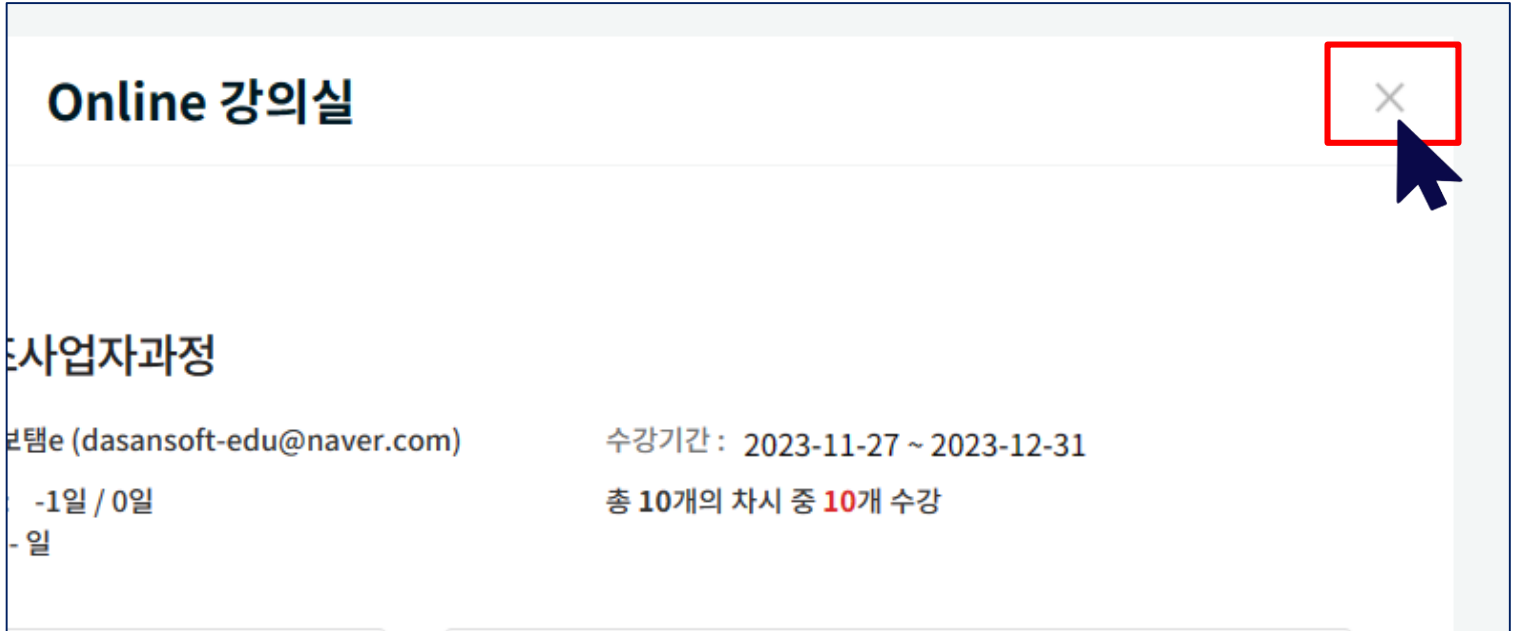 Online 강의실
사업자과정
탬e (dasansoft-edu@naver.com)
수강기간 : 2023-11-27 ~ 2023-12-31
: -1일 / 0일
총 10개의 차시 중 10개 수강
- 일